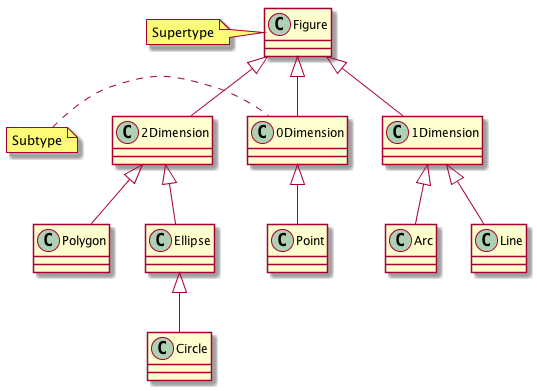 Supertype
C Figure
Subtype
C 2Dimension
C 0Dimension
C 1Dimension
C Polygon
C Ellipse
C Point
C Arc
C Line
C Circle